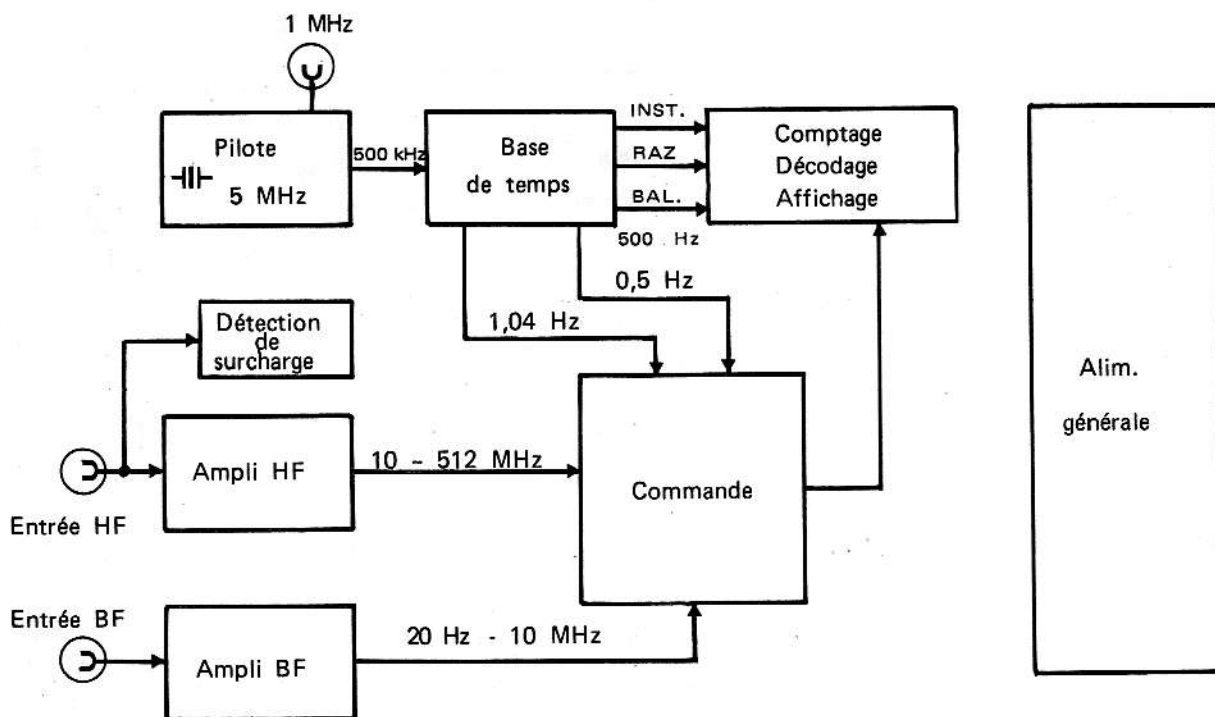 1 MHz
Pilote
5 MHz
500 kHz
Base
de temps
INST.
RAZ
BAL.
500 Hz
Comptage
Décodage
Affichage
0,5 Hz
1,04 Hz
Détection
de
surcharge
Alim.
générale
Entrée HF
Ampli HF
10 - 512 MHz
Commande
Entrée BF
Ampli BF
20 Hz - 10 MHz